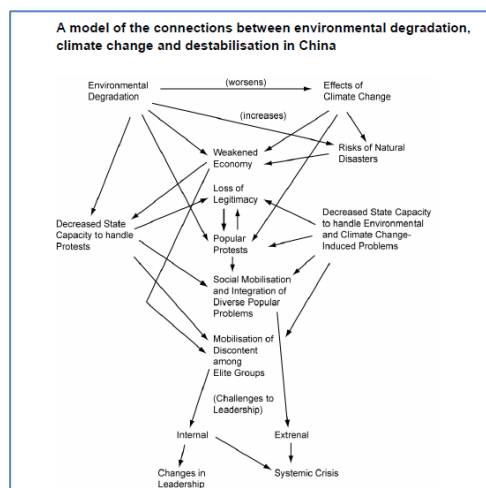 A model of the connections between environmental degradation,
climate change and destabilisation in China
Environmental
Degradation
(worsens)
Effects of
Climate Change
(increases)
Risks of Natural
Disasters
Weakened
Economy
Loss of
Legitimacy
Decreased State
Capacity to handle
Protests
Popular
Protests
Decreased State Capacity
to handle Environmental
and Climate Change-
Induced Problems
Social Mobilisation
and Integration of
Diverse Popular
Problems
Mobilisation of
Discontent
among
Elite Groups
(Challenges to
Leadership)
Internal
Extrenal
Changes in
Leadership
Systemic Crisis